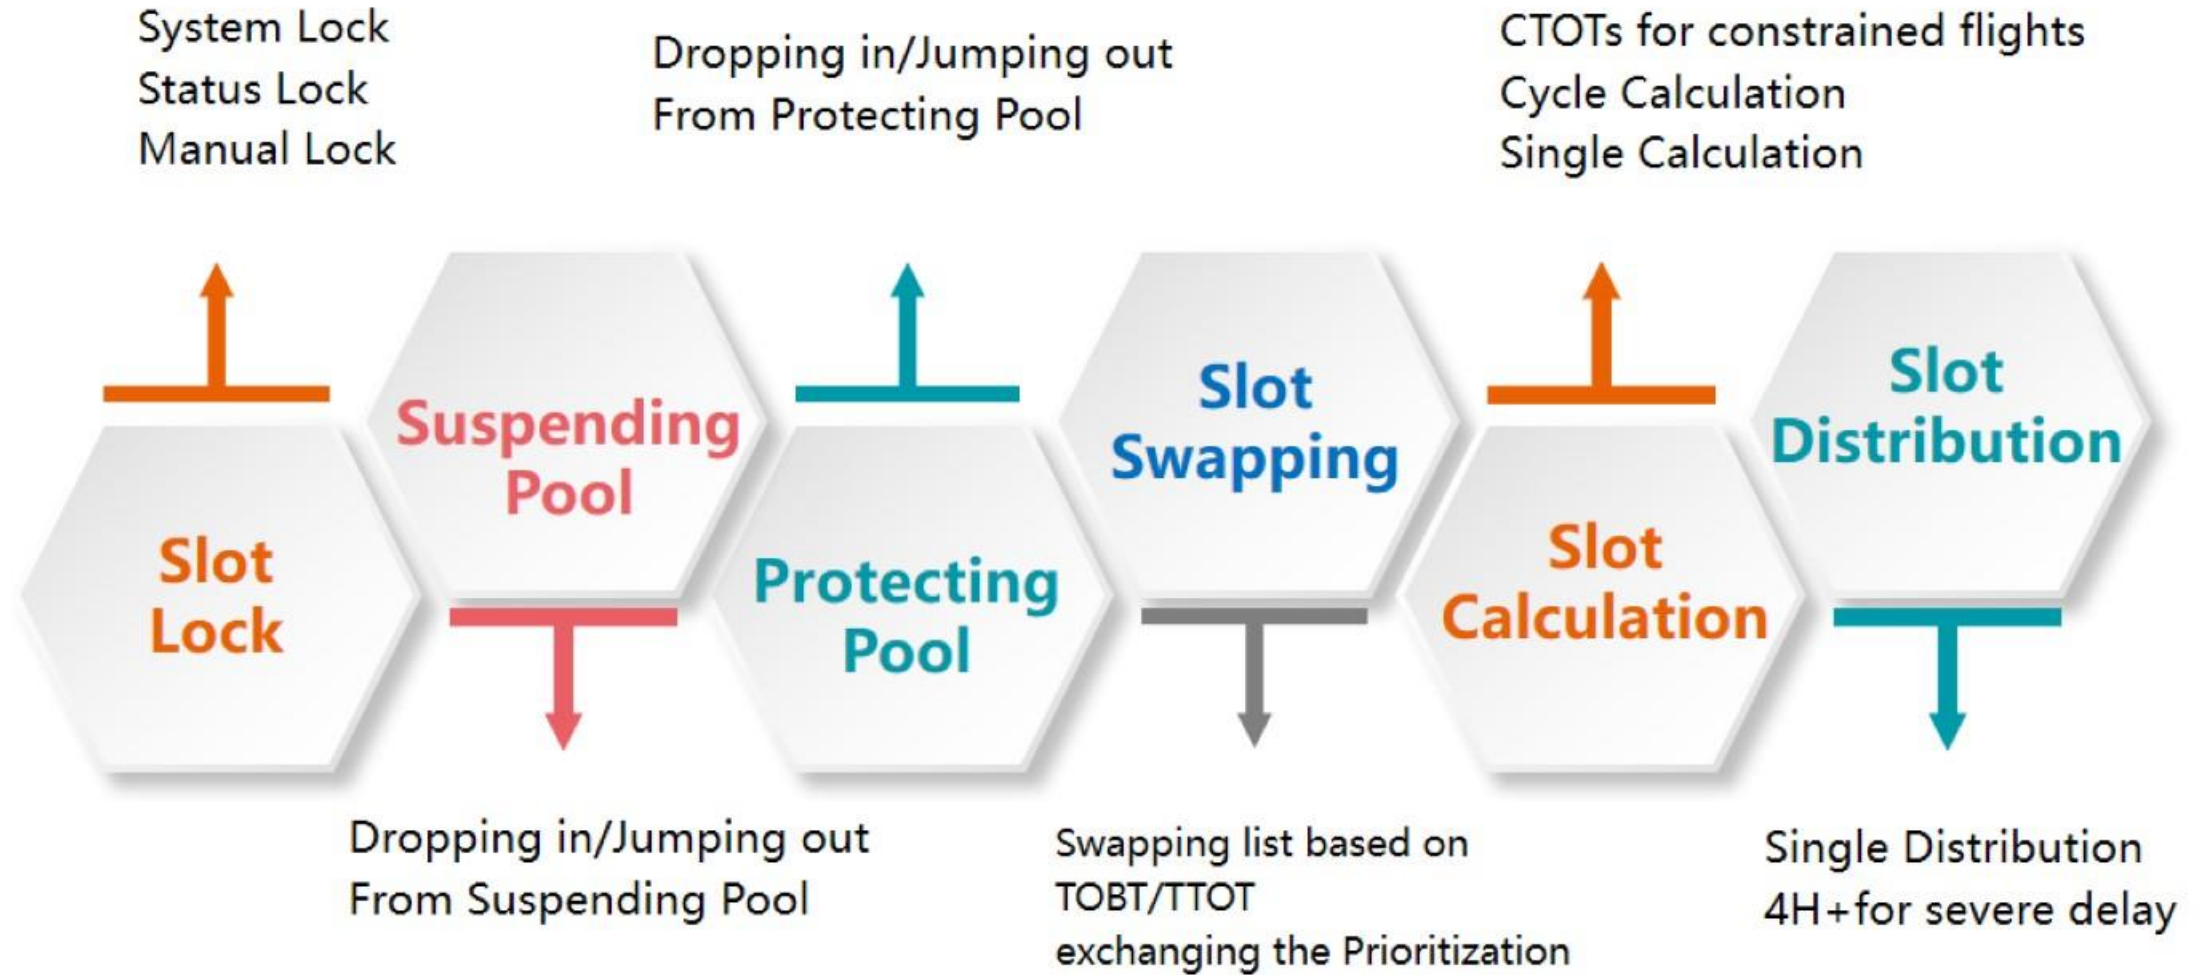 System Lock
Status Lock
Manual Lock
Dropping in/Jumping out
From Protecting Pool
CTOTs for constrained flights
Cycle Calculation
Single Calculation
Slot
Lock
Suspending
Pool
Protecting
Pool
Slot
Swapping
Slot
Calculation
Slot
Distribution
Dropping in/Jumping out
From Suspending Pool
Swapping list based on
TOBT/TTOT
exchanging the Prioritization
Single Distribution
4H+for severe delay